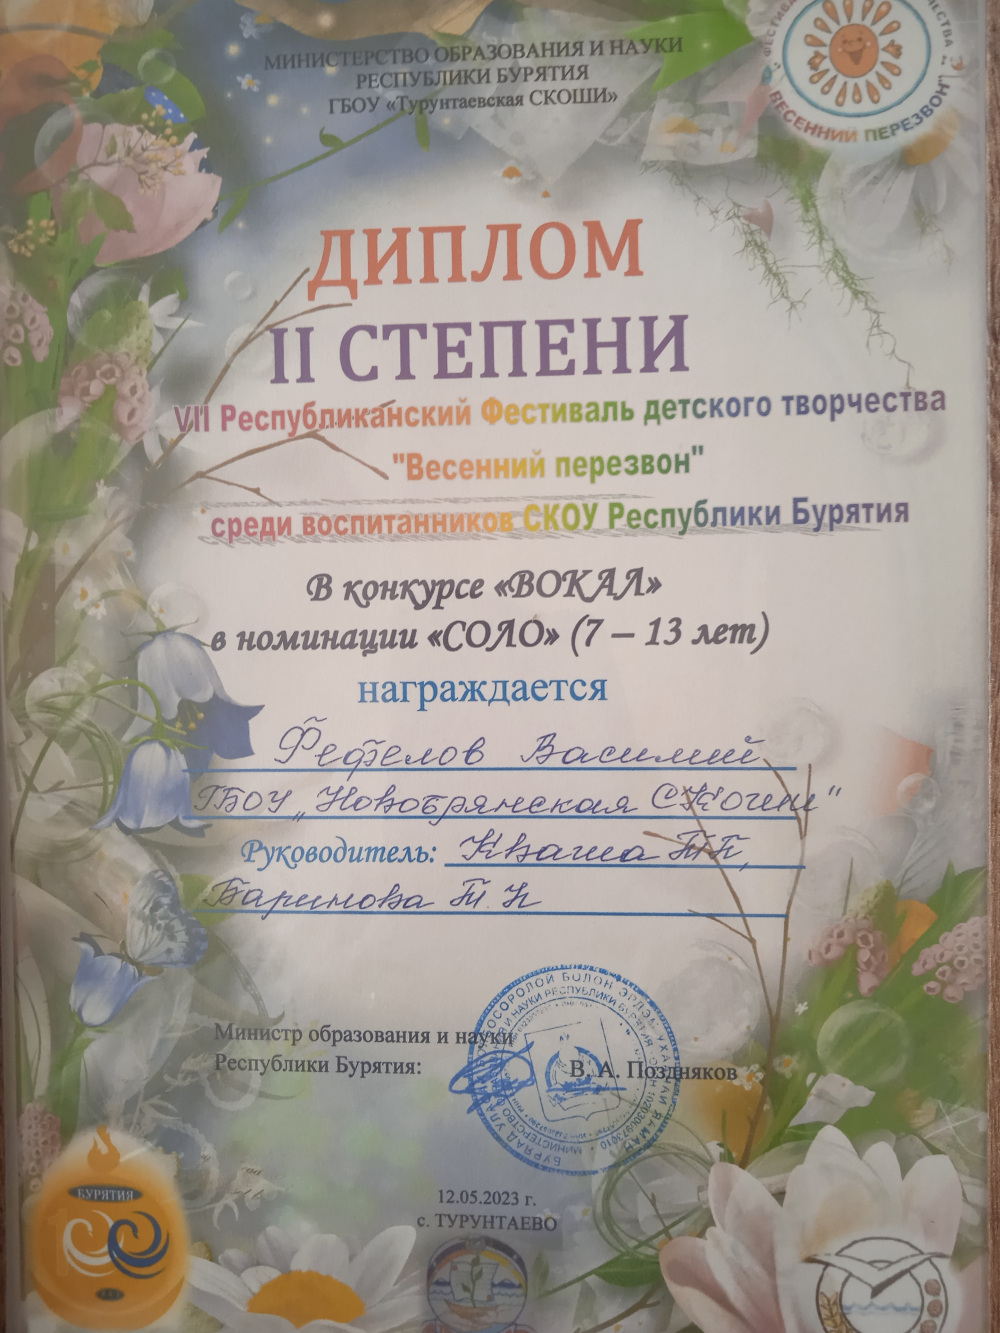 МИНИСТЕРСТВО ОБРАЗОВАНИЯ И НАУКИ
РЕСПУБЛИКИ БУРЯТИЯ
ГБОУ «Турунтаевская СКОШИ»
ВЕСЕННИЙ ПЕРЕЗВОН
ДИПЛОМ
II СТЕПЕНИ
VII Республиканский Фестиваль детского творчества
"Весенний перезвон"
среди воспитанников СКОУ Республики Бурятия
В конкурсе «ВОКАЛ»
в номинации «СОЛО» (7 – 13 лет)
награждается
Фефелов Василий
ГБОУ „Новобрянская СКОШИ"
Руководитель: Кваша Т.П,
Баринова Т. Н
Министр образования и науки
Республики Бурятия:
В. А. Поздняков
12.05.2023 г.
с. ТУРУНТАЕВО
БУРЯТИЯ